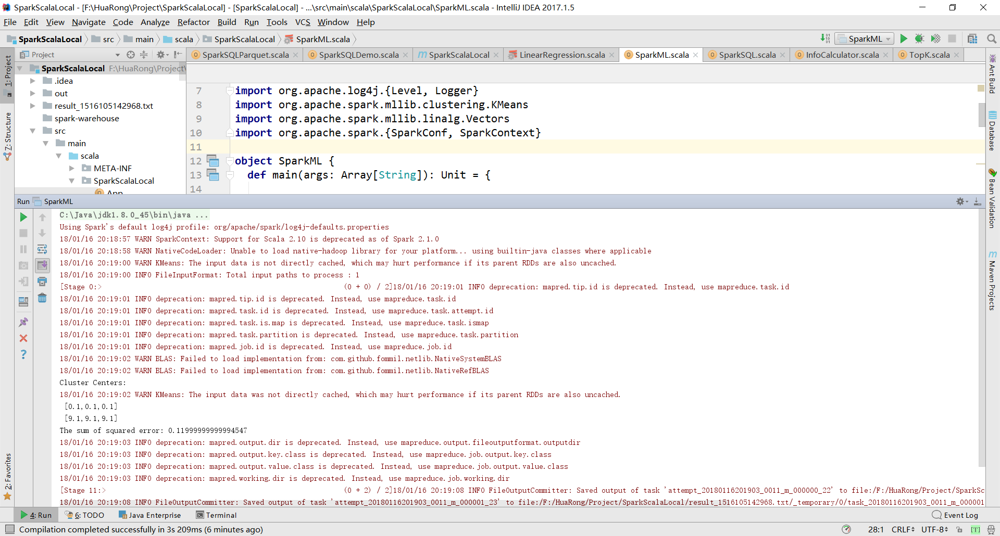 SparkScalaLocal - [F:\HuaRong\Project\SparkScalaLocal] - [SparkScalaLocal] - ...\src\main\scala\SparkScalaLocal\SparkML.scala - IntelliJ IDEA 2017.1.5
File Edit View Navigate Code Analyze Refactor Build Run Tools VCS Window Help
SparkScalaLocal src main scala SparkScalaLocal SparkML.scala SparkML
Project SparkSQLParquet.scala SparkSQLDemo.scala SparkScalaLocal LinearRegression.scala SparkML.scala SparkSQL.scala InfoCalculator.scala TopK.scala
1: Project
7: Structure
2: Favorites
SparkScalaLocal F:\HuaRong\Project\
.idea
out
result_1516105142968.txt
spark-warehouse
src
main
scala
META-INF
SparkScalaLocal
App
7 import org.apache.log4j.{Level, Logger}
8 import org.apache.spark.mllib.clustering.KMeans
9 import org.apache.spark.mllib.linalg.Vectors
10 import org.apache.spark.{SparkConf, SparkContext}
11
12 object SparkML {
13 def main(args: Array[String]): Unit = {
14
Ant Build
Database
Bean Validation
Maven Projects
Run SparkML
C:\Java\jdk1.8.0_45\bin\java ...
Using Spark's default log4j profile: org/apache/spark/log4j-defaults.properties
18/01/16 20:18:57 WARN SparkContext: Support for Scala 2.10 is deprecated as of Spark 2.1.0
18/01/16 20:18:58 WARN NativeCodeLoader: Unable to load native-hadoop library for your platform... using builtin-java classes where applicable
18/01/16 20:19:00 WARN KMeans: The input data is not directly cached, which may hurt performance if its parent RDDs are also uncached.
18/01/16 20:19:00 INFO FileInputFormat: Total input paths to process : 1
[Stage 0:> (0 + 0) / 2]18/01/16 20:19:01 INFO deprecation: mapred.tip.id is deprecated. Instead, use mapreduce.task.id
18/01/16 20:19:01 INFO deprecation: mapred.tip.id is deprecated. Instead, use mapreduce.task.id
18/01/16 20:19:01 INFO deprecation: mapred.task.id is deprecated. Instead, use mapreduce.task.attempt.id
18/01/16 20:19:01 INFO deprecation: mapred.task.is.map is deprecated. Instead, use mapreduce.task.ismap
18/01/16 20:19:01 INFO deprecation: mapred.task.partition is deprecated. Instead, use mapreduce.task.partition
18/01/16 20:19:01 INFO deprecation: mapred.job.id is deprecated. Instead, use mapreduce.job.id
18/01/16 20:19:02 WARN BLAS: Failed to load implementation from: com.github.fommil.netlib.NativeSystemBLAS
18/01/16 20:19:02 WARN BLAS: Failed to load implementation from: com.github.fommil.netlib.NativeRefBLAS
Cluster Centers:
18/01/16 20:19:02 WARN KMeans: The input data was not directly cached, which may hurt performance if its parent RDDs are also uncached.
[0.1,0.1,0.1]
[9.1,9.1,9.1]
The sum of squared error: 0.11999999999994547
18/01/16 20:19:03 INFO deprecation: mapred.output.dir is deprecated. Instead, use mapreduce.output.fileoutputformat.outputdir
18/01/16 20:19:03 INFO deprecation: mapred.output.key.class is deprecated. Instead, use mapreduce.job.output.key.class
18/01/16 20:19:03 INFO deprecation: mapred.output.value.class is deprecated. Instead, use mapreduce.job.output.value.class
18/01/16 20:19:03 INFO deprecation: mapred.working.dir is deprecated. Instead, use mapreduce.job.working.dir
[Stage 11:> (0 + 2) / 2]18/01/16 20:19:08 INFO FileOutputCommitter: Saved output of task 'attempt_20180116201903_0011_m_000000_22' to file:/F:/HuaRong/Project/SparkSc
18/01/16 20:19:08 INFO FileOutputCommitter: Saved output of task 'attempt_20180116201903_0011_m_000001_23' to file:/F:/HuaRong/Project/SparkScalaLocal/result_1516105142968.txt/_temporary/0/task_20180116201903_0011_m_000001
4: Run 6: TODO Java Enterprise Terminal Event Log
Compilation completed successfully in 3s 209ms (6 minutes ago) 28:1 CRLF UTF-8 [T]